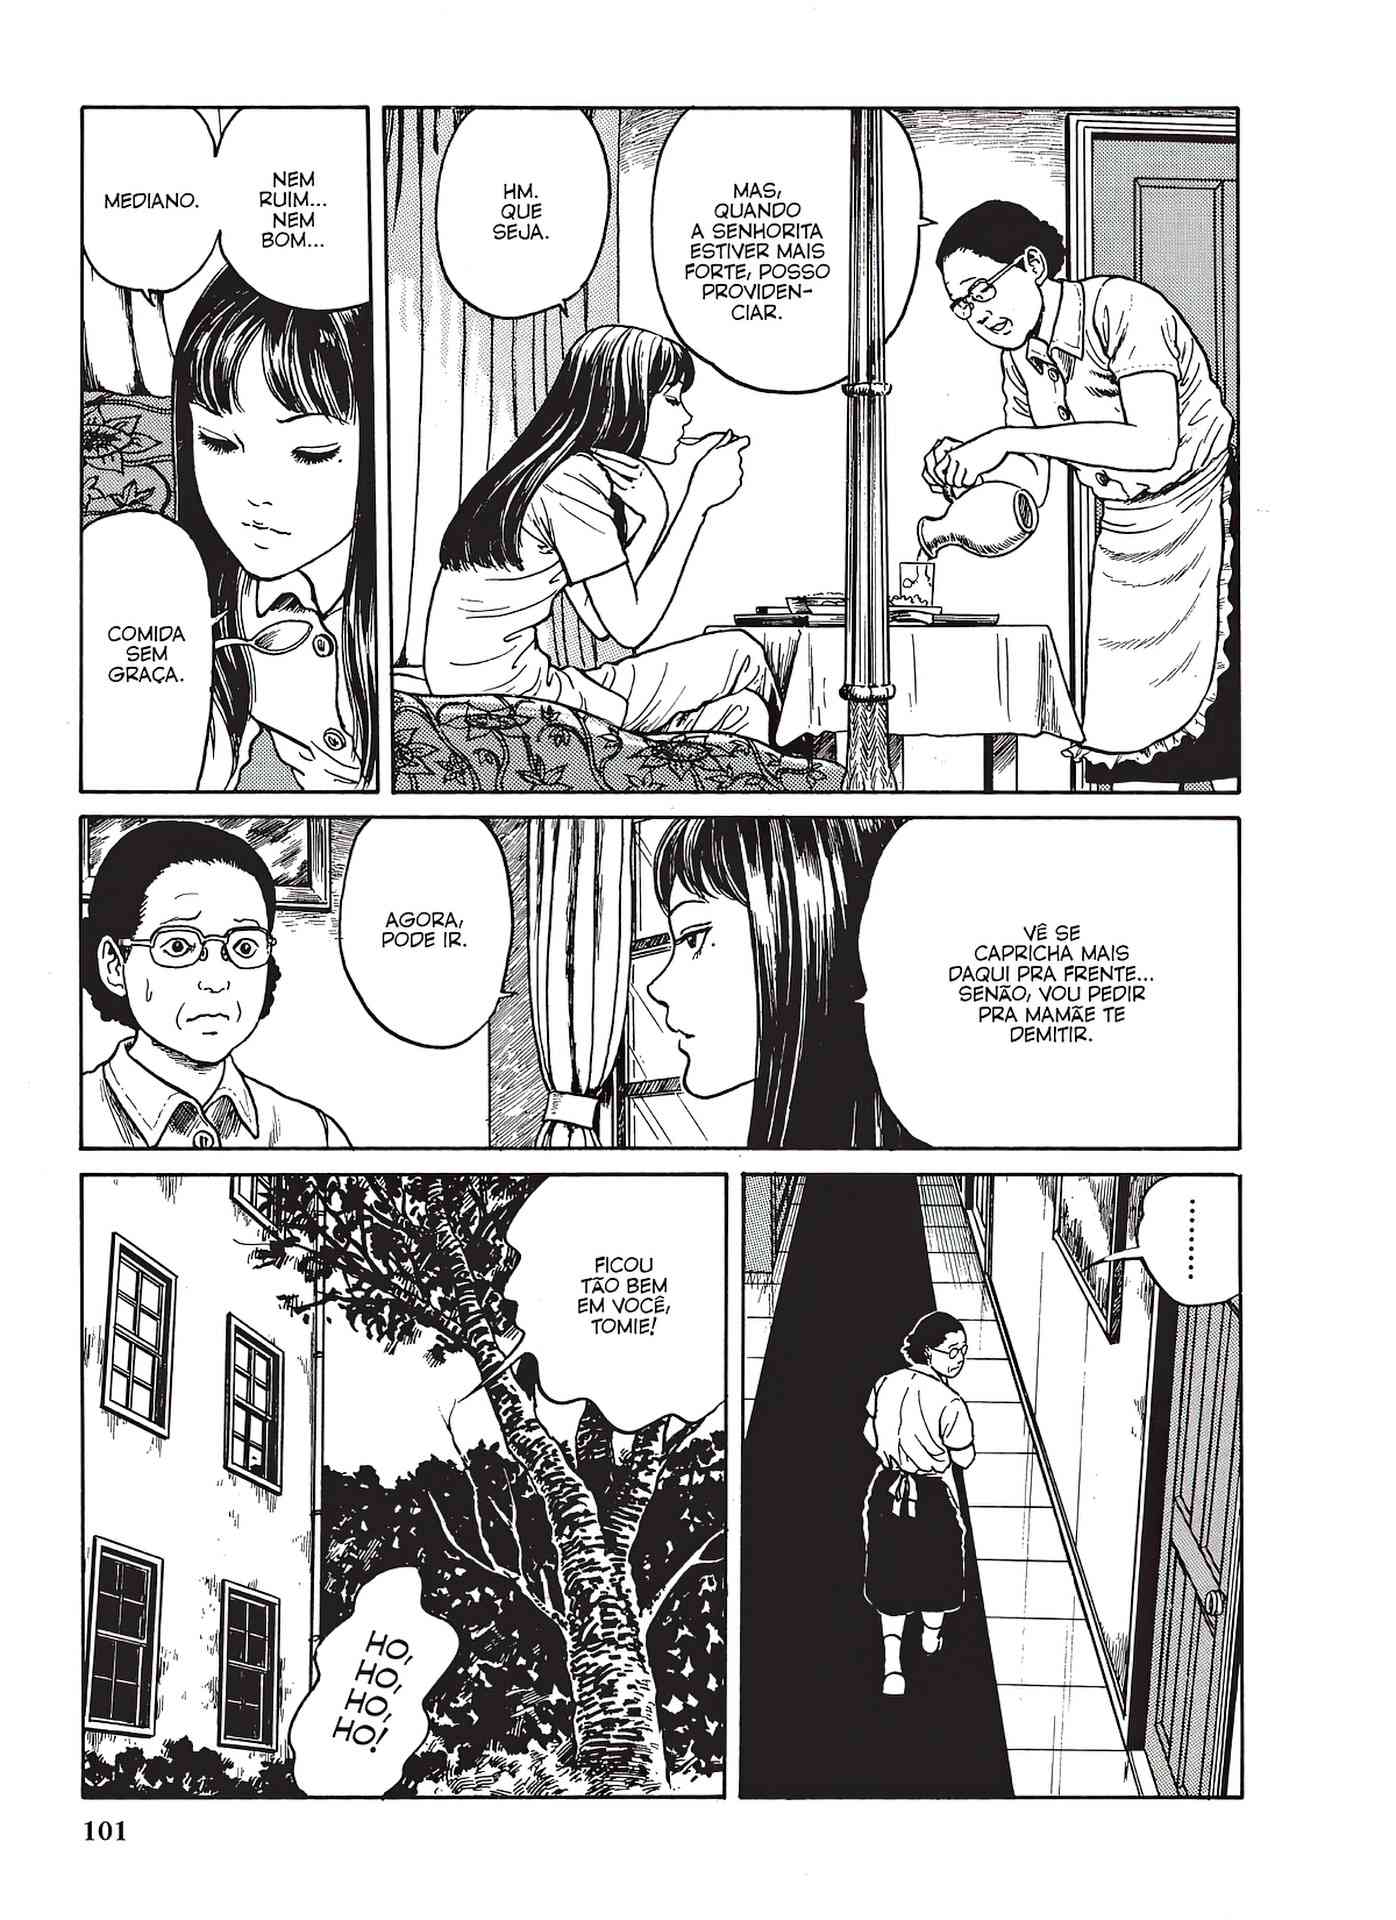 MAS,
QUANDO
A SENHORITA
ESTIVER MAIS
FORTE, POSSO
PROVIDEN-
CIAR.
HM.
QUE
SEJA.
NEM
RUIM...
NEM
BOM...
MEDIANO.
COMIDA
SEM
GRAÇA.
VÊ SE
CAPRICHA MAIS
DAQUI PRA FRENTE...
SENÃO, VOU PEDIR
PRA MAMÃE TE
DEMITIR.
AGORA,
PODE IR.
.........
FICOU
TÃO BEM
EM VOCÊ,
TOMIE!
HO,
HO,
HO,
HO!
101